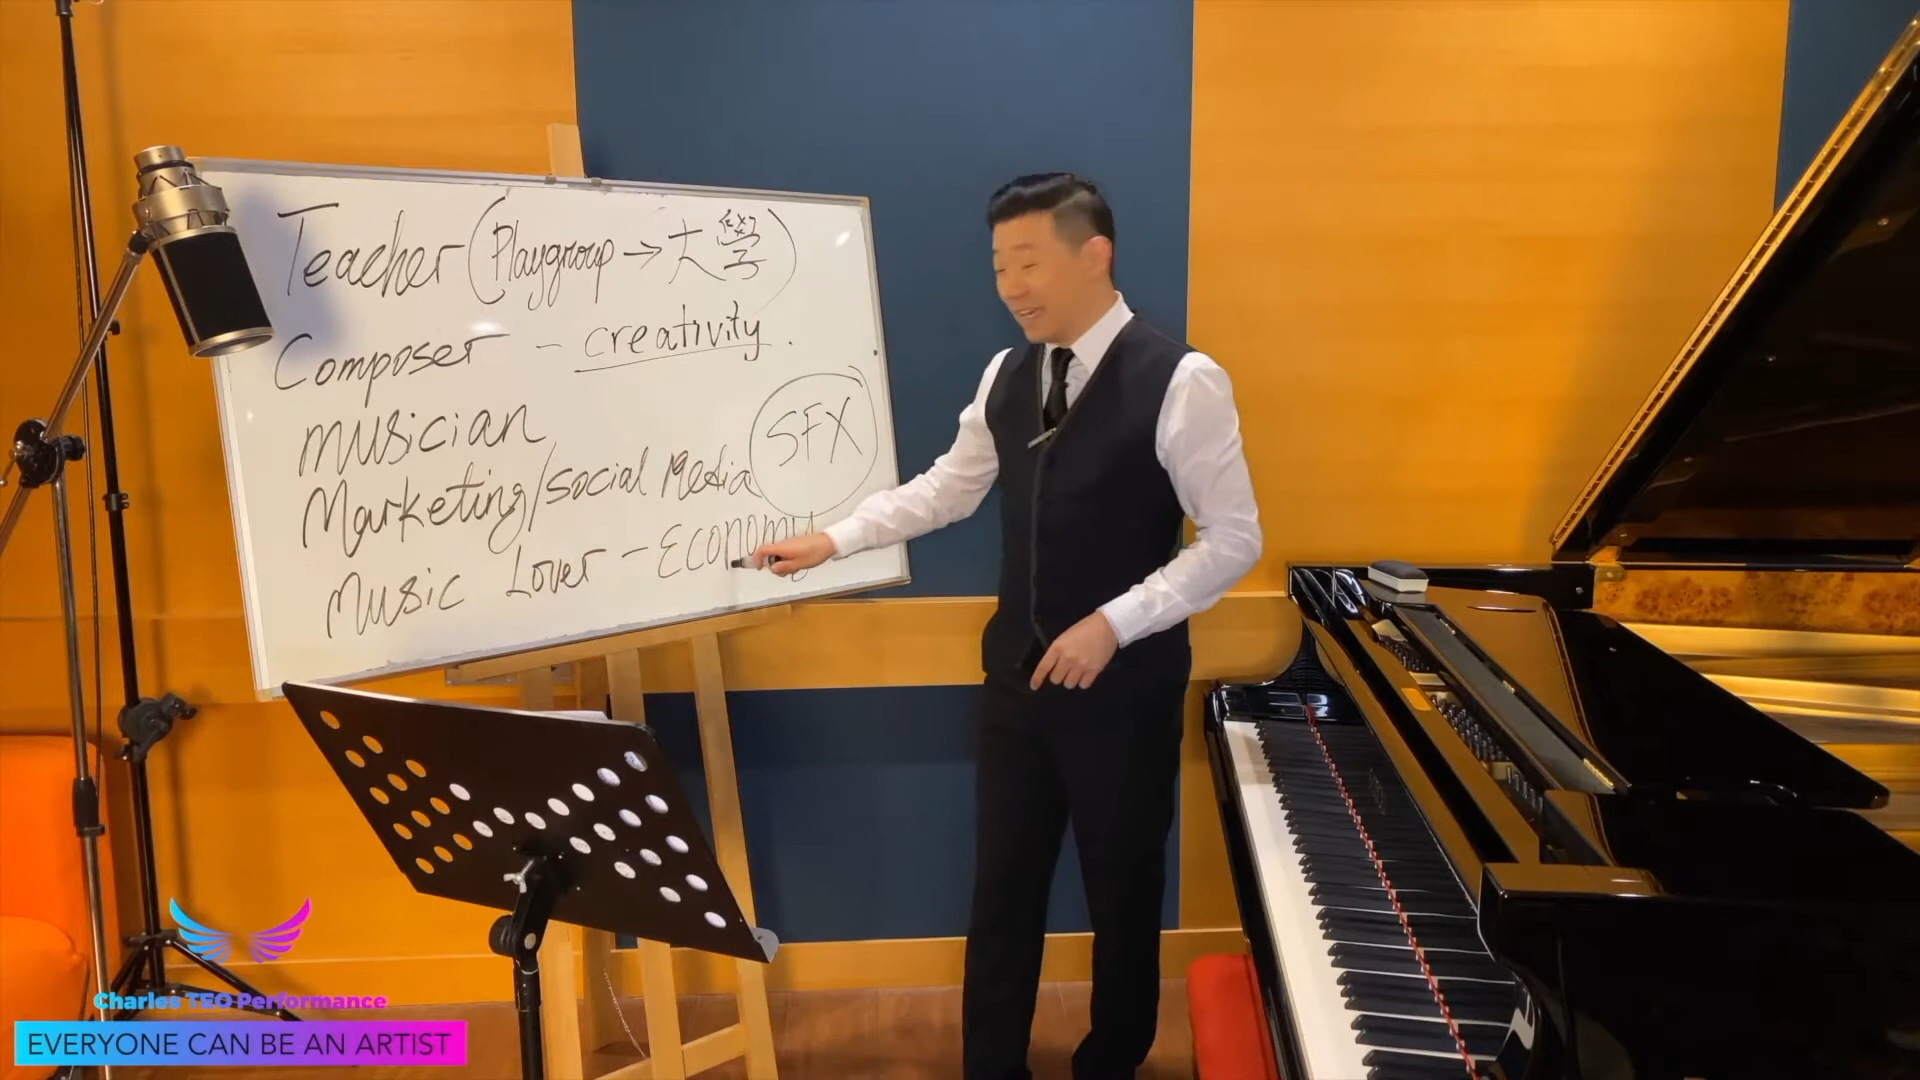 Teacher (Playgroup → 大學)
Composer - creativity.
musician
SFX
Marketing/social Media
Music Lover - Economy
Charles TEO Performance
EVERYONE CAN BE AN ARTIST